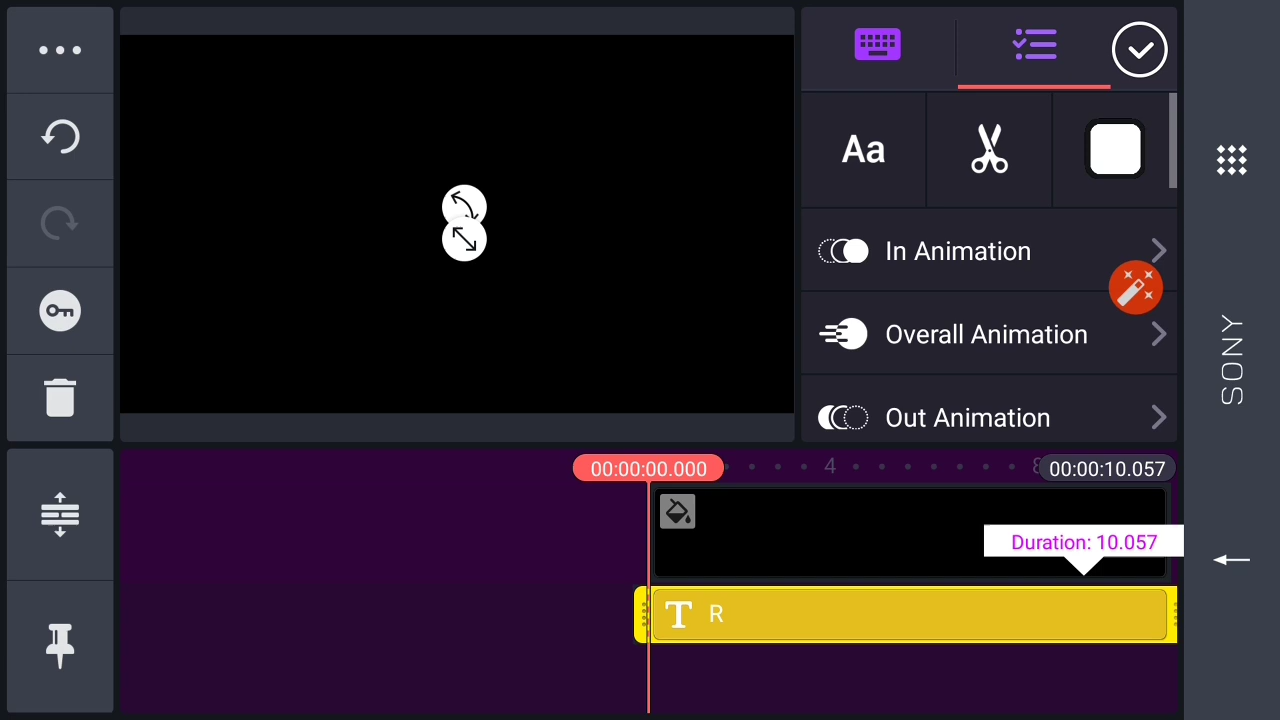 Aa
In Animation
Overall Animation
Out Animation
SONY
00:00:00.000
4
8
00:00:10.057
Duration: 10.057
T R